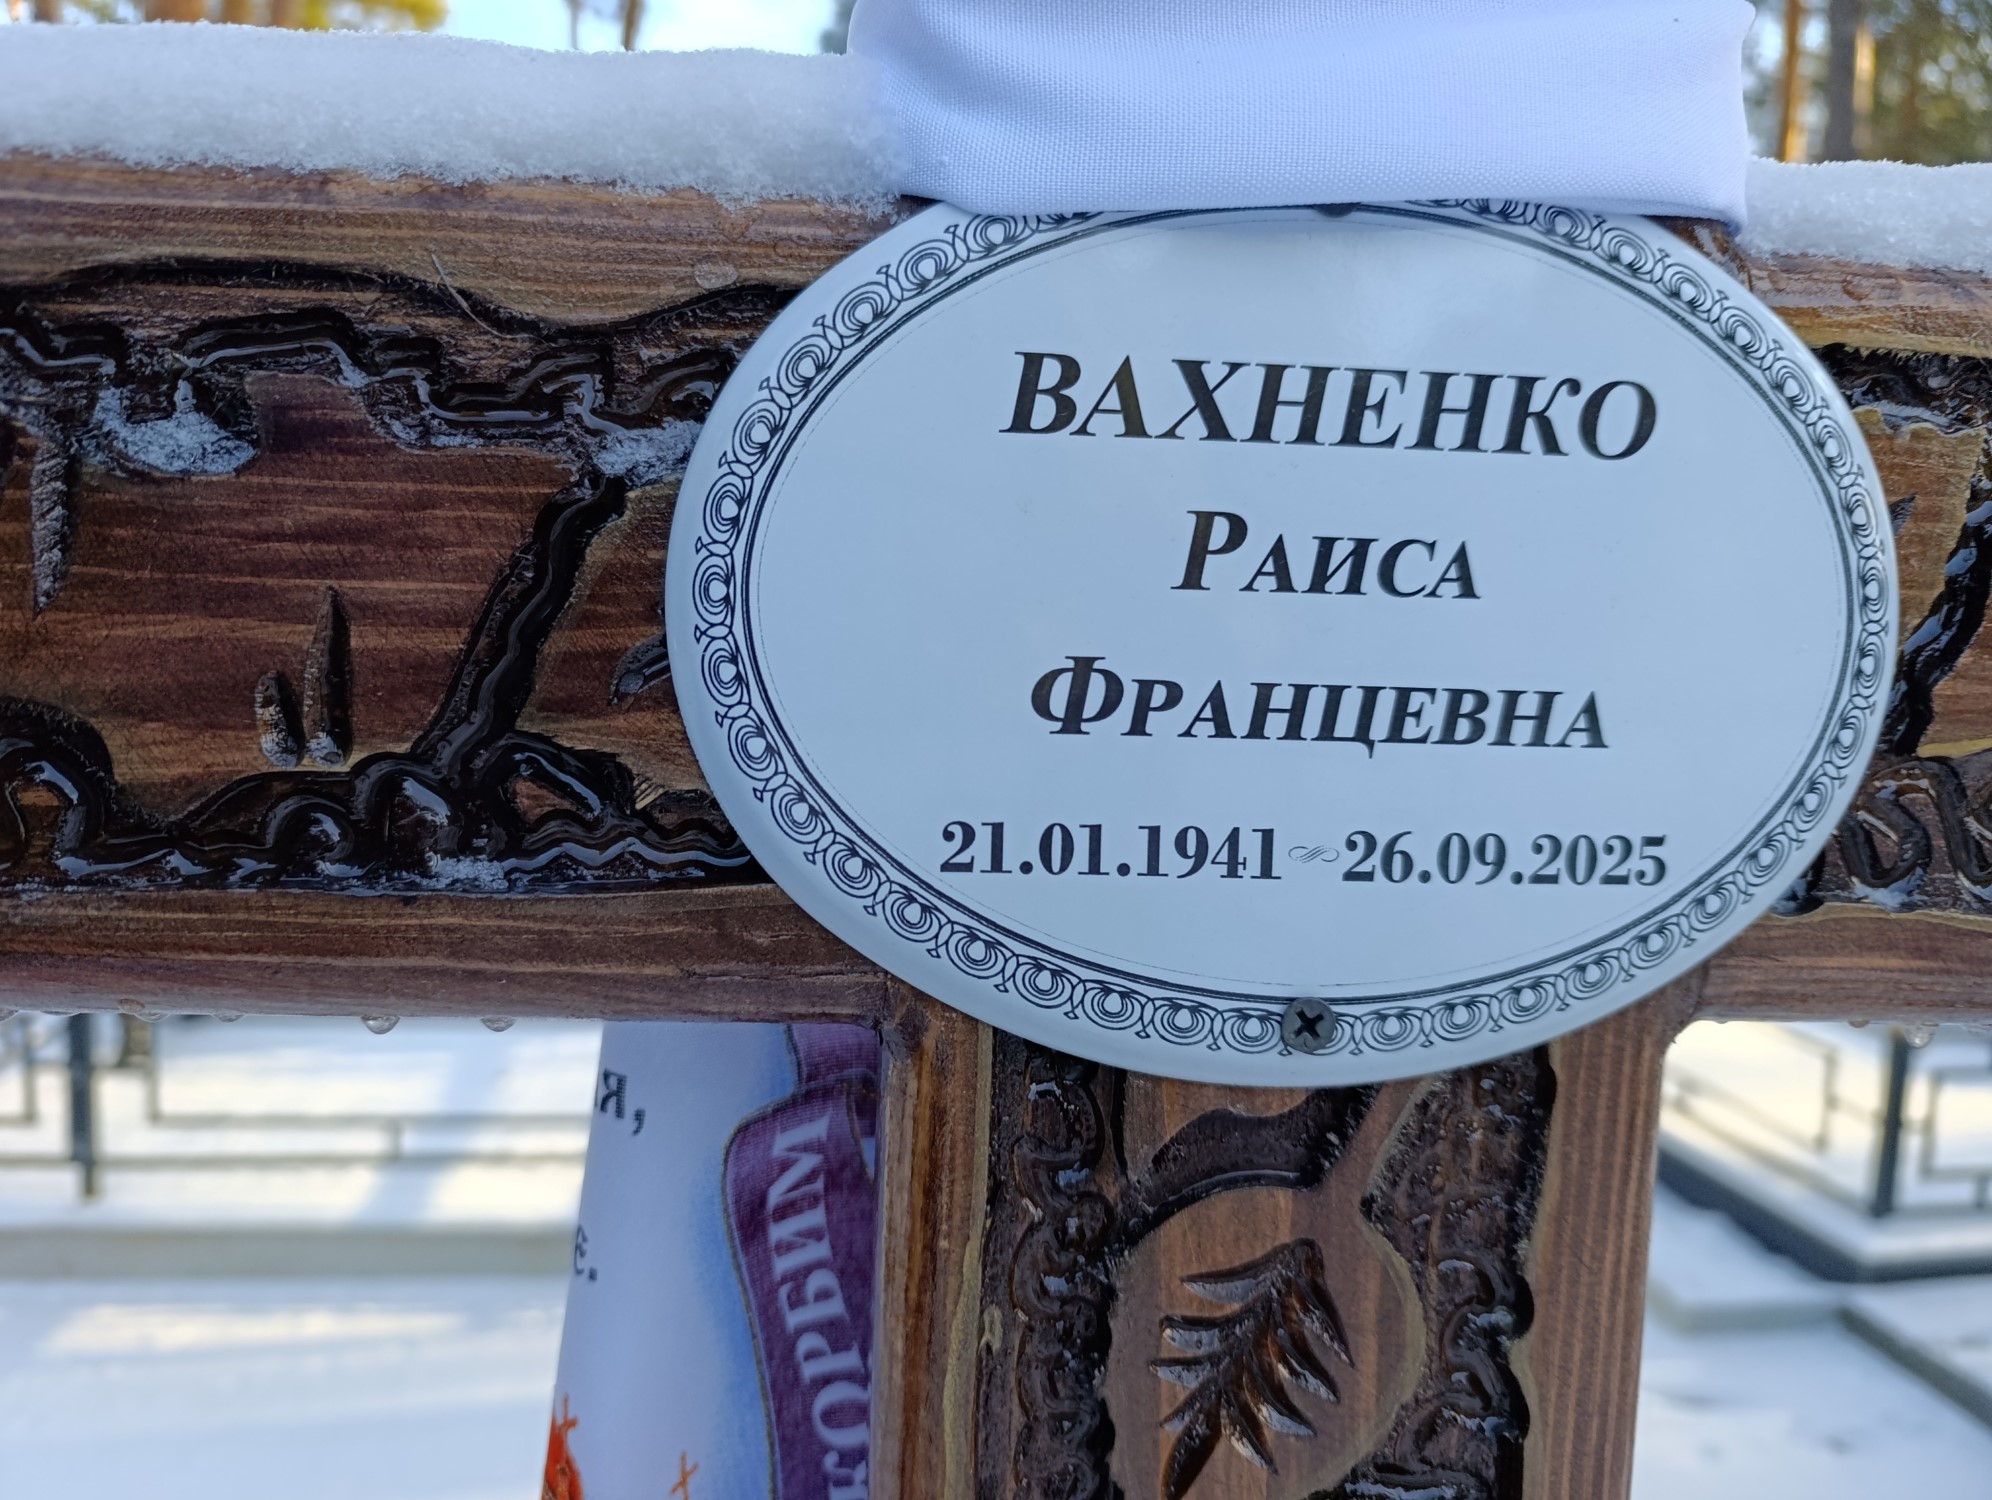 ВАХНЕНКО
РАИСА
ФРАНЦЕВНА
21.01.1941~26.09.2025
я,
е.